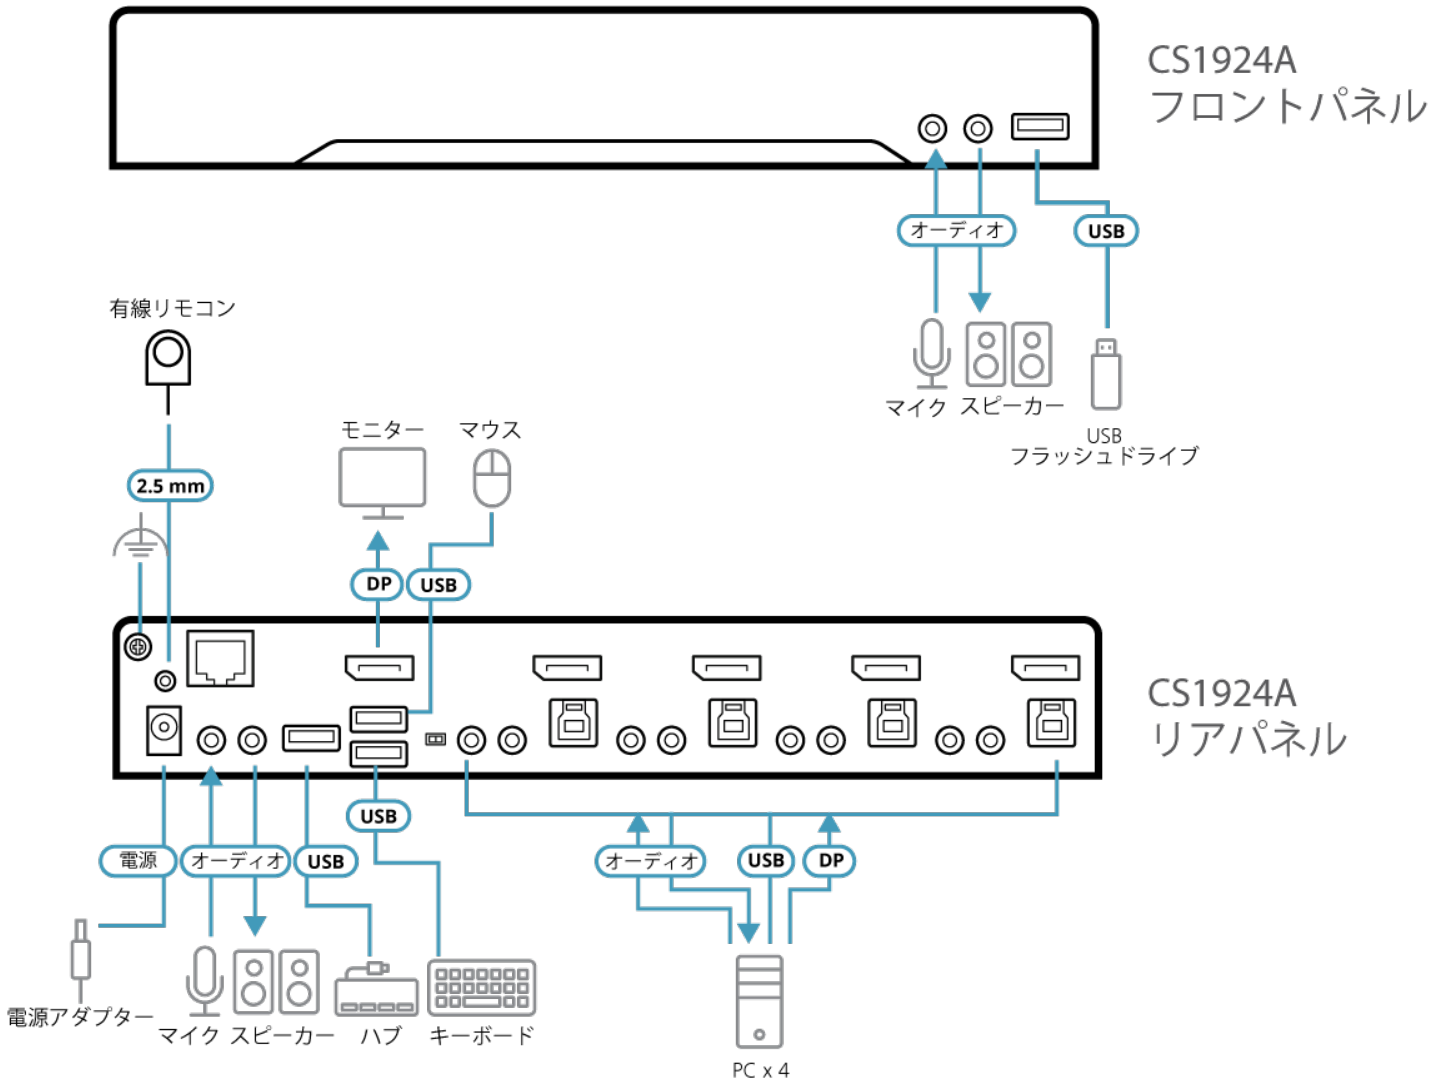 CS1924A
フロントパネル
オーディオ
USB
マイク
スピーカー
USB
フラッシュドライブ
有線リモコン
2.5 mm
モニター
マウス
DP
USB
CS1924A
リアパネル
USB
電源
オーディオ
USB
オーディオ
USB
DP
電源アダプター
マイク
スピーカー
ハブ
キーボード
PC x 4